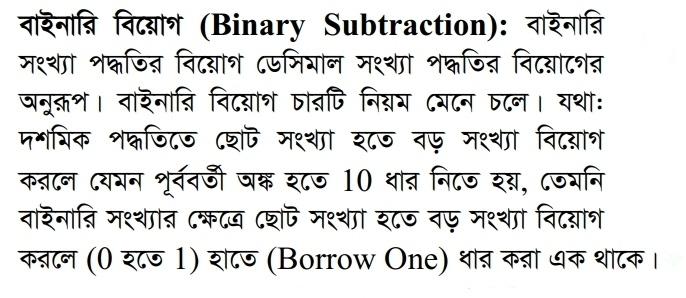 বাইনারি বিয়োগ (Binary Subtraction): বাইনারি
সংখ্যা পদ্ধতির বিয়োগ ডেসিমাল সংখ্যা পদ্ধতির বিয়োগের
অনুরূপ। বাইনারি বিয়োগ চারটি নিয়ম মেনে চলে। যথা:
দশমিক পদ্ধতিতে ছোট সংখ্যা হতে বড় সংখ্যা বিয়োগ
করলে যেমন পূর্ববর্তী অঙ্ক হতে 10 ধার নিতে হয়, তেমনি
বাইনারি সংখ্যার ক্ষেত্রে ছোট সংখ্যা হতে বড় সংখ্যা বিয়োগ
করলে (0 হতে 1) হাতে (Borrow One) ধার করা এক থাকে।